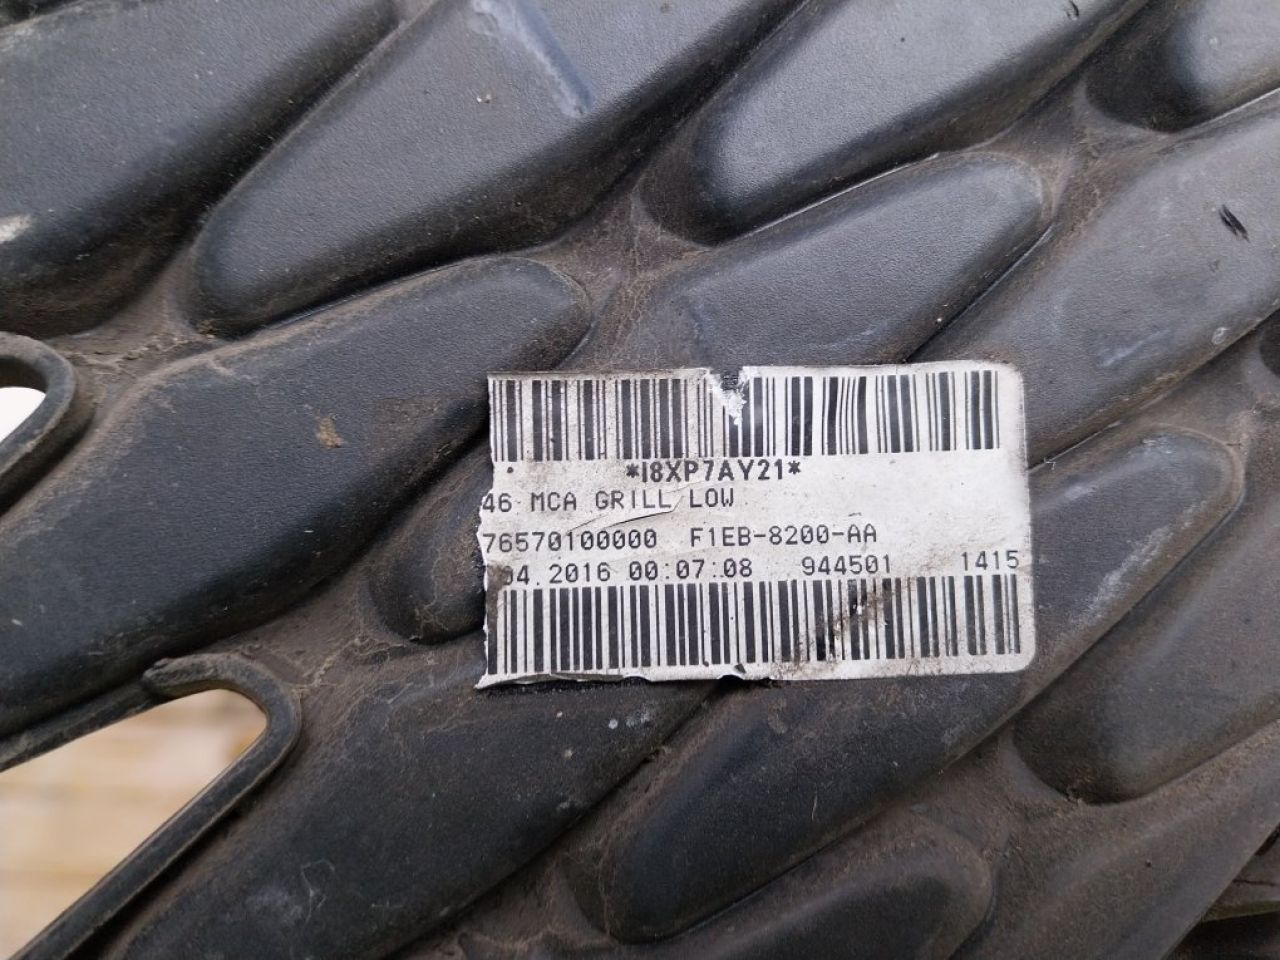 *I8XP7AY21*
46 MCA GRILL LOW
76570100000 F1EB-8200-AA
04.2016 00:07:08 944501 1415